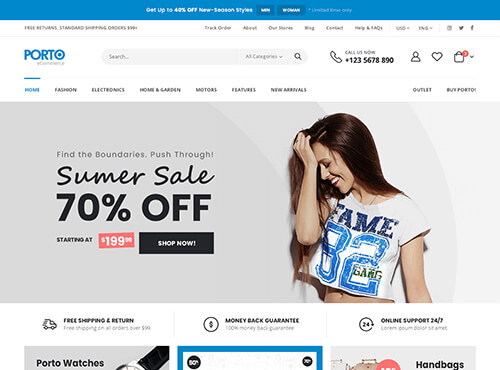 Get Up to 40% OFF New-Season Styles MEN WOMAN * Limited time only.
FREE RETURNS. STANDARD SHIPPING ORDERS $99+ Track Order About Our Stores Blog Help & FAQs USD ENG
PORTO
eCommerce
Search... All Categories
CALL US NOW
+123 5678 890
HOME FASHION ELECTRONICS HOME & GARDEN MOTORS FEATURES NEW ARRIVALS OUTLET BUY PORTO!
Find the Boundaries. Push Through!
Sumer Sale
70% OFF
STARTING AT $199.99 SHOP NOW!
FAME
82
GANG
FREE SHIPPING & RETURN
Free shipping on all orders over $99
MONEY BACK GUARANTEE
100% money back guarantee
24
ONLINE SUPPORT 24/7
Lorem ipsum dolor sit amet.
Porto Watches
50%
70%
Handbags